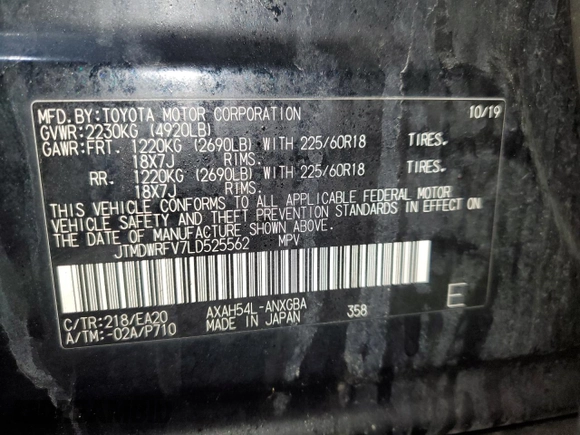 MFD.BY:TOYOTA MOTOR CORPORATION 10/19
GVWR:2230KG (4920LB)
GAWR:FRT. 1220KG (2690LB) WITH 225/60R18 TIRES.
18X7J RIMS.
RR. 1220KG (2690LB) WITH 225/60R18 TIRES.
18X7J RIMS.
THIS VEHICLE CONFORMS TO ALL APPLICABLE FEDERAL MOTOR
VEHICLE SAFETY AND THEFT PREVENTION STANDARDS IN EFFECT ON
THE DATE OF MANUFACTURE SHOWN ABOVE.
JTMDWRFV7LD525562 MPV
C/TR:218/EA20 AXAH54L-ANXGBA 358 E
A/TM:-02A/P710 MADE IN JAPAN